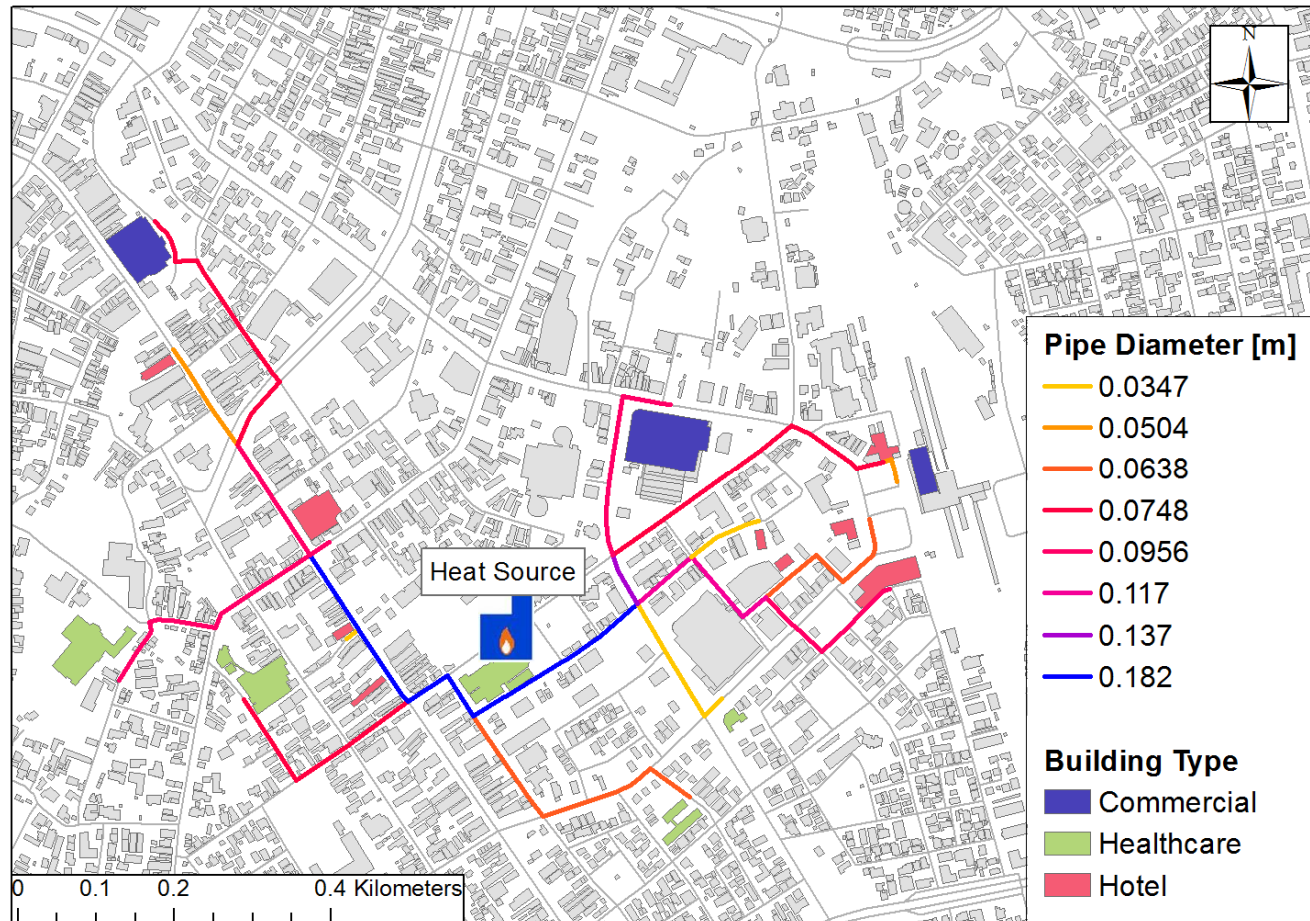 N
Heat Source
Pipe Diameter [m]
0.0347
0.0504
0.0638
0.0748
0.0956
0.117
0.137
0.182
Building Type
Commercial
Healthcare
Hotel
0 0.1 0.2 0.4 Kilometers